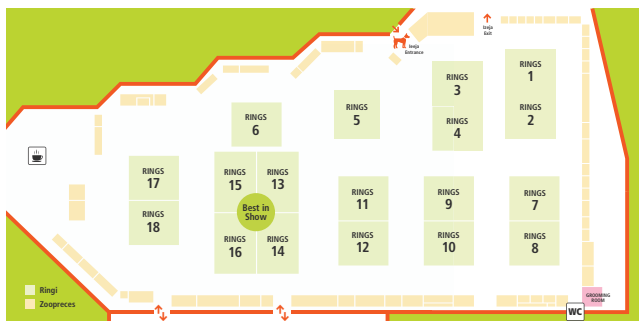 Izeja
Exit
Ieeja
Entrance
RINGS
1
RINGS
2
RINGS
3
RINGS
4
RINGS
5
RINGS
6
RINGS
17
RINGS
18
RINGS
15
RINGS
13
Best in
Show
RINGS
16
RINGS
14
RINGS
11
RINGS
12
RINGS
9
RINGS
10
RINGS
7
RINGS
8
Ringi
Zoopreces
GROOMING
ROOM
WC